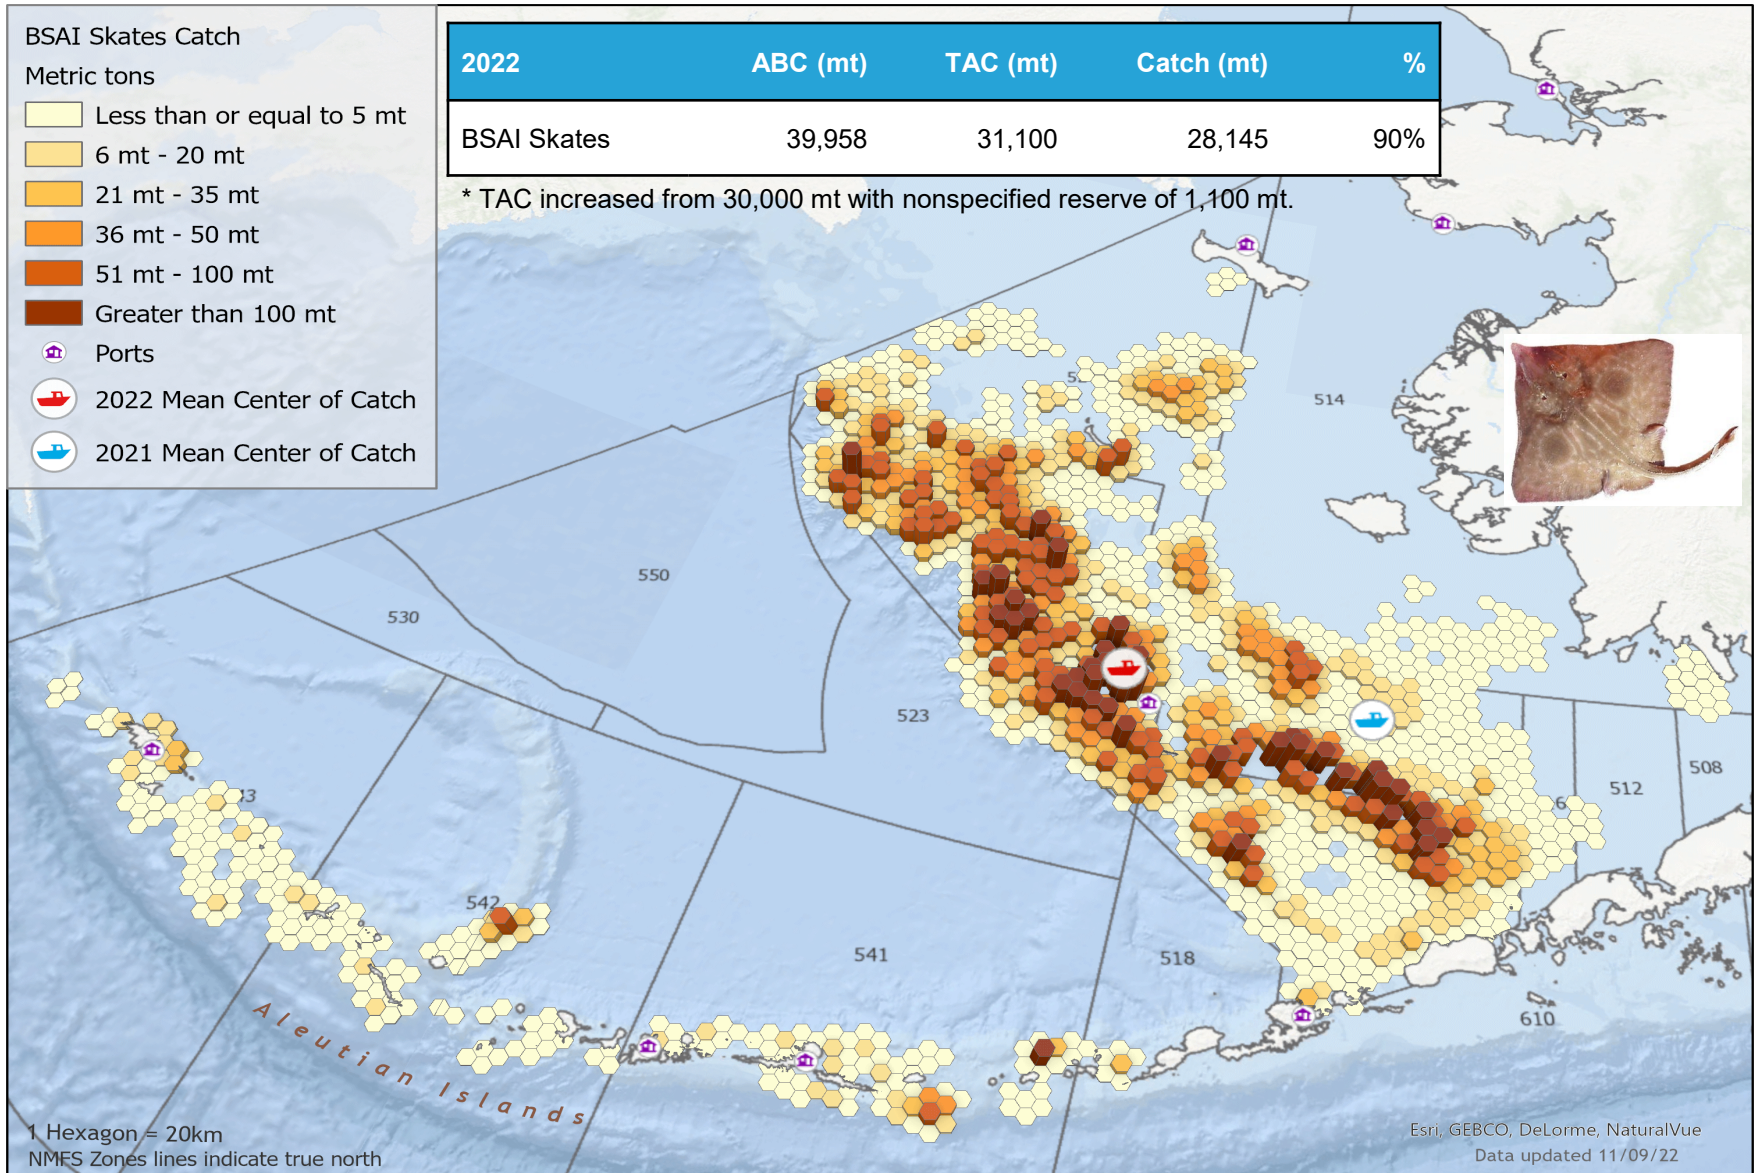 BSAI Skates Catch
Metric tons
Less than or equal to 5 mt
6 mt - 20 mt
21 mt - 35 mt
36 mt - 50 mt
51 mt - 100 mt
Greater than 100 mt
Ports
2022 Mean Center of Catch
2021 Mean Center of Catch
2022 ABC (mt) TAC (mt) Catch (mt) %
BSAI Skates 39,958 31,100 28,145 90%
* TAC increased from 30,000 mt with nonspecified reserve of 1,100 mt.
514
550
530
523
508
512
542
541
518
610
Aleutian Islands
1 Hexagon = 20km
NMFS Zones lines indicate true north
Esri, GEBCO, DeLorme, NaturalVue
Data updated 11/09/22